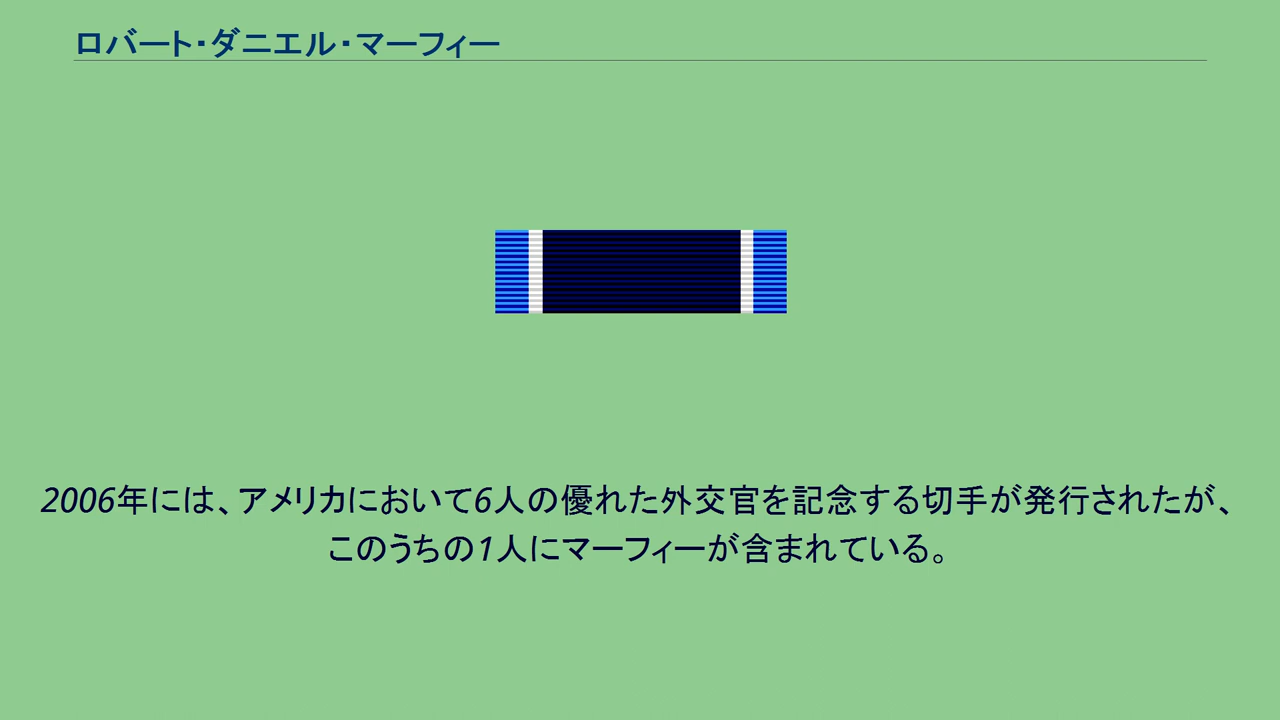 ロバート・ダニエル・マーフィー
2006年には、アメリカにおいて6人の優れた外交官を記念する切手が発行されたが、
このうちの1人にマーフィーが含まれている。